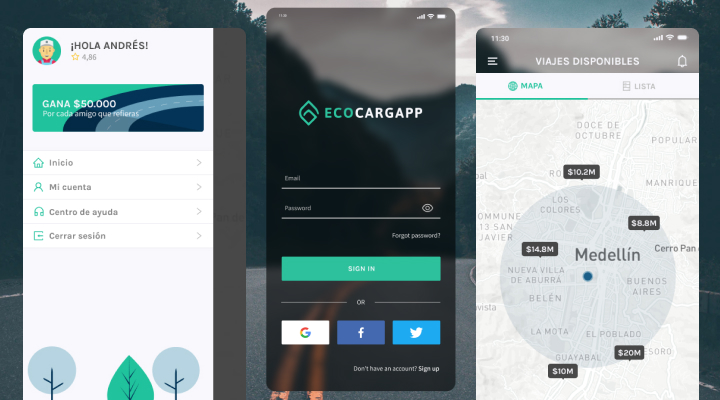 ¡HOLA ANDRÉS!
4,86
GANA $50.000
Por cada amigo que refieras
Inicio
Mi cuenta
Centro de ayuda
Cerrar sesión
11:30
ECOCARGAPP
Email
Password
Forgot password?
SIGN IN
OR
G
f
Don't have an account? Sign up
11:30
VIAJES DISPONIBLES
MAPA
LISTA
DOCE DE
OCTUBRE
POPULAR
$10.2M
MANRIQUE
LOS
COLORES
$8.8M
COMMUNE
13 SAN
JAVIER
$14.8M
Medellín
Cerro Pan
NUEVA VILLA
DE ABURRÁ
BUENOS
AIRES
BELÉN
LA MOTA
EL POBLADO
$20M
ESORO
GUAYABAL
$10M